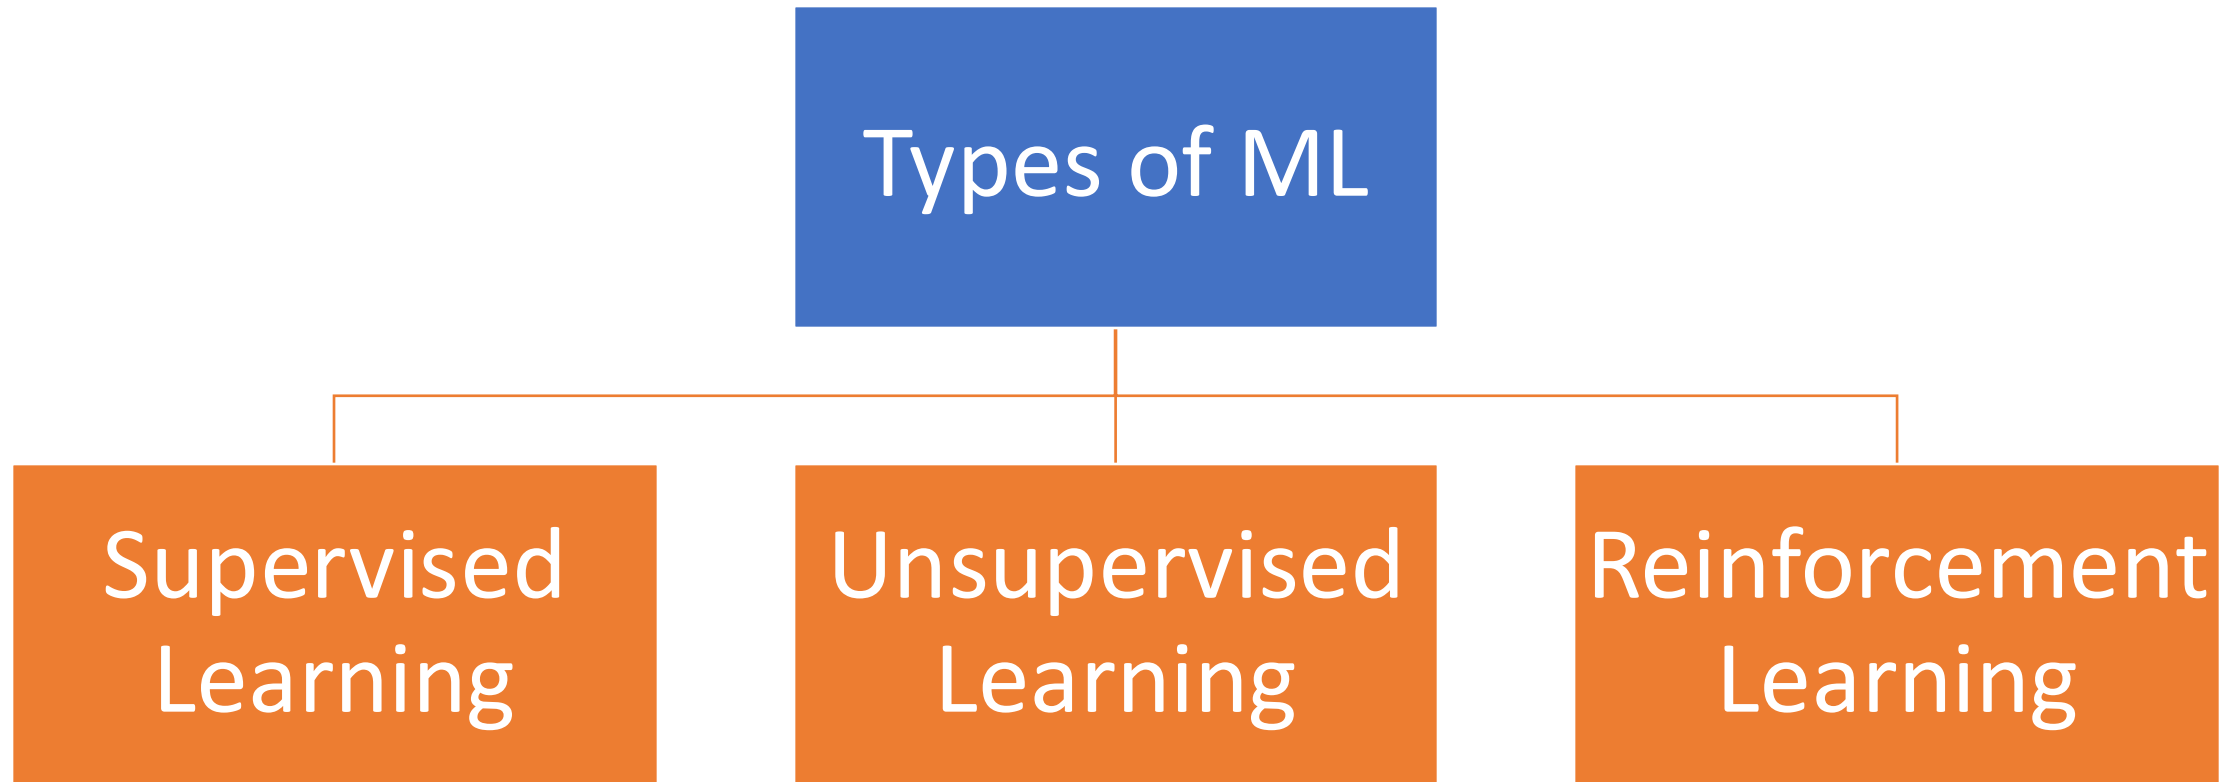 Types of ML
Supervised
Learning
Unsupervised
Learning
Reinforcement
Learning